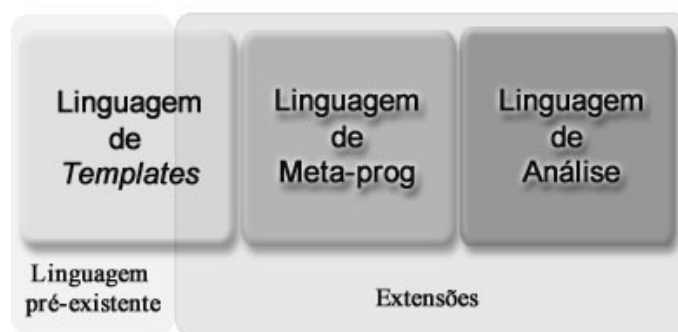 Linguagem
de
Templates
Linguagem
de
Meta-prog
Linguagem
de
Análise
Linguagem
pré-existente
Extensões